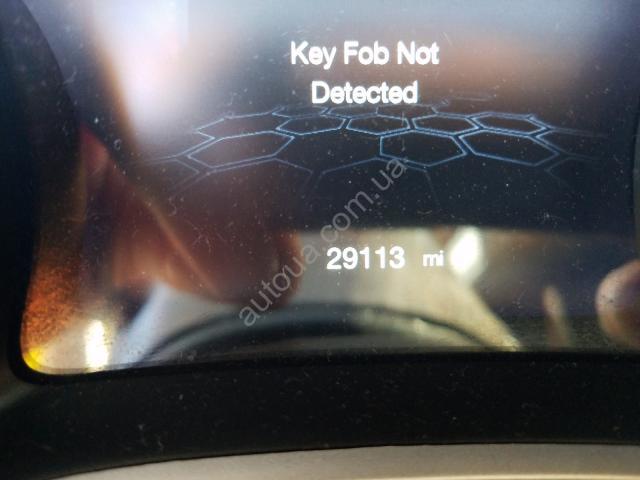 Key Fob Not
Detected
29113 mi
autoua.com.ua